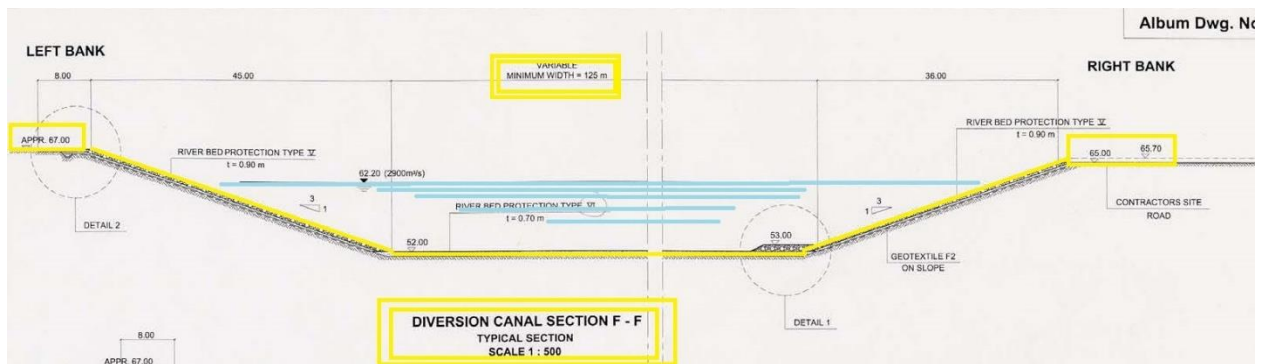 Album Dwg. No
LEFT BANK
RIGHT BANK
VARIABLE
MINIMUM WIDTH = 125 m
8.00
45.00
36.00
APPR. 67.00
RIVER BED PROTECTION TYPE V
t = 0.90 m
RIVER BED PROTECTION TYPE V
t = 0.90 m
65.00
65.70
62.20 (2900m³/s)
3
1
RIVER BED PROTECTION TYPE VI
t = 0.70 m
3
1
CONTRACTORS SITE
ROAD
DETAIL 2
52.00
53.00
GEOTEXTILE F2
ON SLOPE
DETAIL 1
DIVERSION CANAL SECTION F - F
TYPICAL SECTION
SCALE 1 : 500
8.00
APPR. 67.00